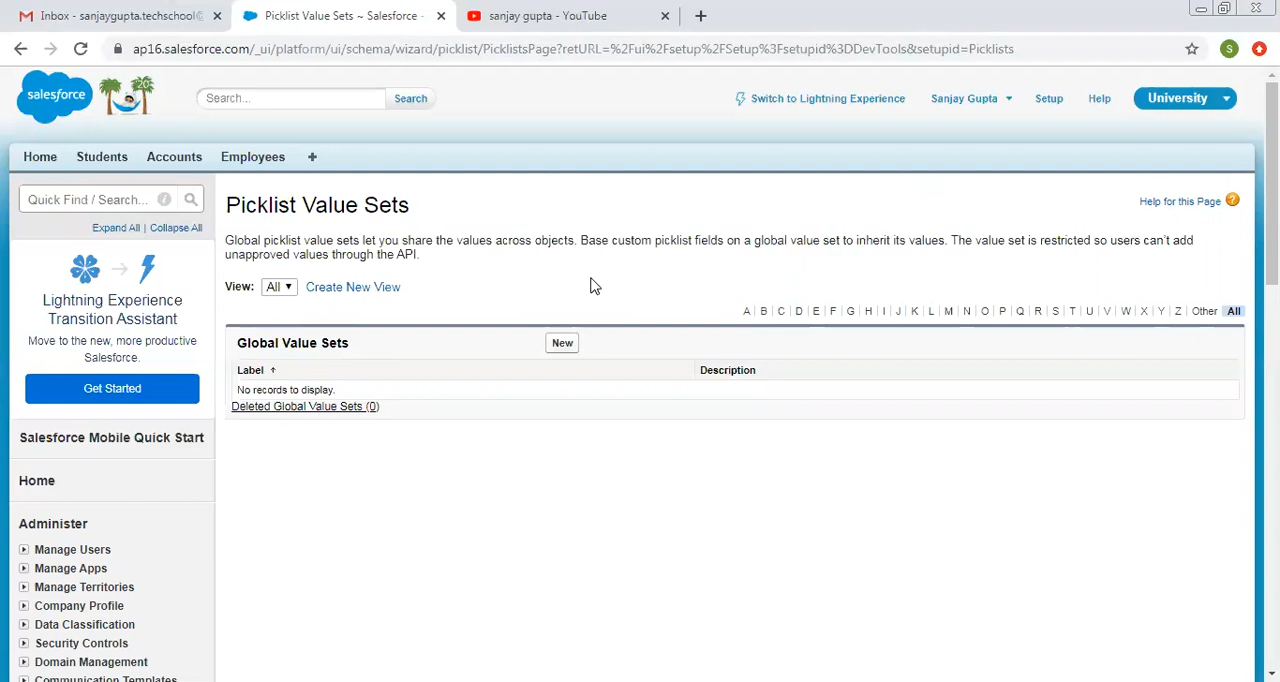 Inbox - sanjaygupta.techschool@ Picklist Value Sets ~ Salesforce - sanjay gupta - YouTube
ap16.salesforce.com/_ui/platform/ui/schema/wizard/picklist/PicklistsPage?retURL=%2Fui%2Fsetup%2FSetup%3Fsetupid%3DDevTools&setupid=Picklists S
salesforce 20
Search... Search Switch to Lightning Experience Sanjay Gupta Setup Help University
Home Students Accounts Employees +
Quick Find / Search... i
Expand All | Collapse All
Lightning Experience
Transition Assistant
Move to the new, more productive
Salesforce.
Get Started
Salesforce Mobile Quick Start
Home
Administer
Manage Users
Manage Apps
Manage Territories
Company Profile
Data Classification
Security Controls
Domain Management
Communication Templates
Picklist Value Sets
Help for this Page ?
Global picklist value sets let you share the values across objects. Base custom picklist fields on a global value set to inherit its values. The value set is restricted so users can't add
unapproved values through the API.
View: All Create New View
A | B | C | D | E | F | G | H | I | J | K | L | M | N | O | P | Q | R | S | T | U | V | W | X | Y | Z | Other All
Global Value Sets New
Label Description
No records to display.
Deleted Global Value Sets (0)